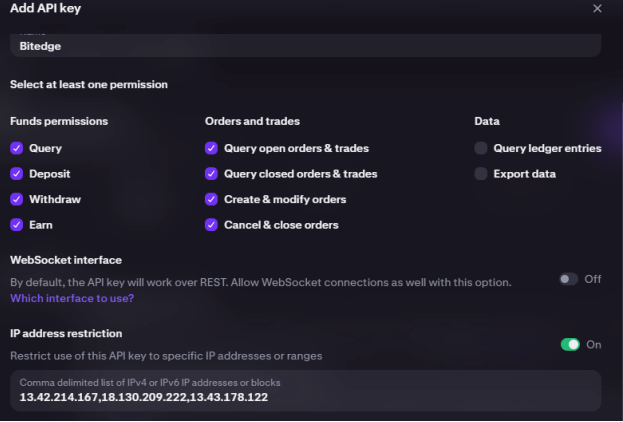 Add API key
Name
Bitedge
Select at least one permission
Funds permissions
Orders and trades
Data
Query
Query open orders & trades
Query ledger entries
Deposit
Query closed orders & trades
Export data
Withdraw
Create & modify orders
Earn
Cancel & close orders
WebSocket interface
By default, the API key will work over REST. Allow WebSocket connections as well with this option.
Off
Which interface to use?
IP address restriction
On
Restrict use of this API key to specific IP addresses or ranges
Comma delimited list of IPv4 or IPv6 IP addresses or blocks
13.42.214.167,18.130.209.222,13.43.178.122